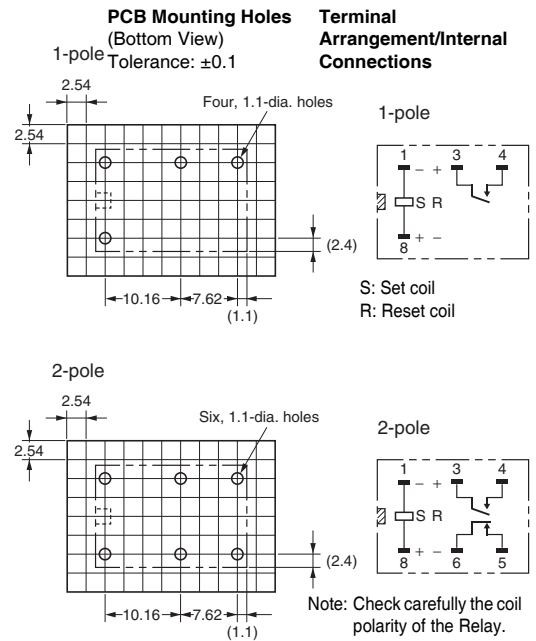 PCB Mounting Holes
(Bottom View)
Tolerance: ±0.1
Terminal
Arrangement/Internal
Connections
1-pole
2.54
2.54
Four, 1.1-dia. holes
(2.4)
10.16
7.62
(1.1)
1-pole
1 3 4
- +
S R
+ -
8
S: Set coil
R: Reset coil
2-pole
2.54
2.54
Six, 1.1-dia. holes
(2.4)
10.16
7.62
(1.1)
2-pole
1 3 4
- +
S R
+ -
8 6 5
Note: Check carefully the coil
polarity of the Relay.